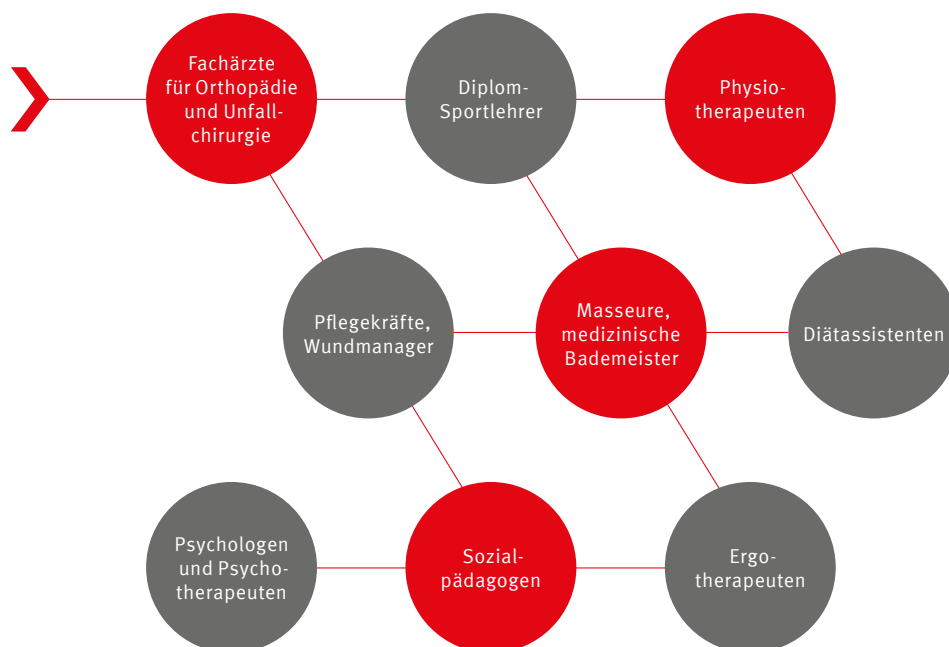 Fachärzte
für Orthopädie
und Unfall-
chirurgie
Diplom-
Sportlehrer
Physio-
therapeuten
Pflegekräfte,
Wundmanager
Masseure,
medizinische
Bademeister
Diätassistenten
Psychologen
und Psycho-
therapeuten
Sozial-
pädagogen
Ergo-
therapeuten